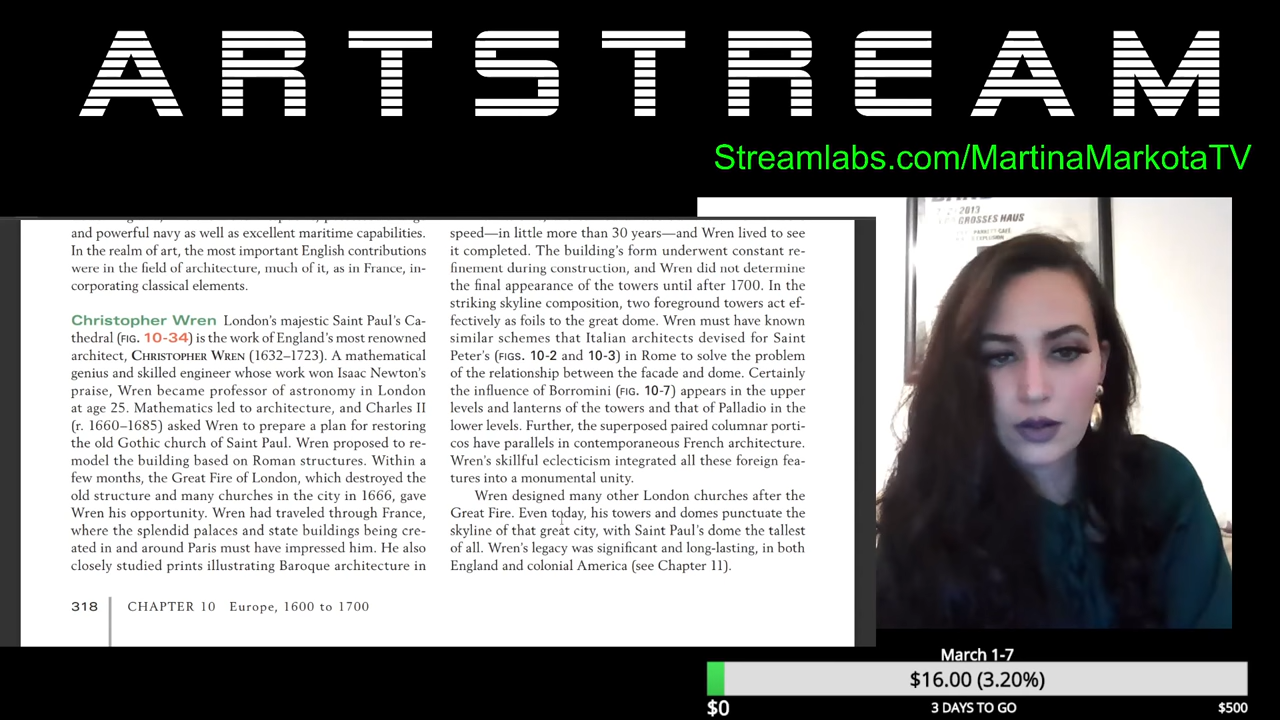 ARTSTREAM
Streamlabs.com/MartinaMarkotaTV
and powerful navy as well as excellent maritime capabilities.
In the realm of art, the most important English contributions
were in the field of architecture, much of it, as in France, in-
corporating classical elements.
Christopher Wren London's majestic Saint Paul's Ca-
thedral (FIG. 10-34) is the work of England's most renowned
architect, CHRISTOPHER WREN (1632–1723). A mathematical
genius and skilled engineer whose work won Isaac Newton's
praise, Wren became professor of astronomy in London
at age 25. Mathematics led to architecture, and Charles II
(r. 1660–1685) asked Wren to prepare a plan for restoring
the old Gothic church of Saint Paul. Wren proposed to re-
model the building based on Roman structures. Within a
few months, the Great Fire of London, which destroyed the
old structure and many churches in the city in 1666, gave
Wren his opportunity. Wren had traveled through France,
where the splendid palaces and state buildings being cre-
ated in and around Paris must have impressed him. He also
closely studied prints illustrating Baroque architecture in
speed—in little more than 30 years—and Wren lived to see
it completed. The building's form underwent constant re-
finement during construction, and Wren did not determine
the final appearance of the towers until after 1700. In the
striking skyline composition, two foreground towers act ef-
fectively as foils to the great dome. Wren must have known
similar schemes that Italian architects devised for Saint
Peter's (FIGS. 10-2 and 10-3) in Rome to solve the problem
of the relationship between the facade and dome. Certainly
the influence of Borromini (FIG. 10-7) appears in the upper
levels and lanterns of the towers and that of Palladio in the
lower levels. Further, the superposed paired columnar porti-
cos have parallels in contemporaneous French architecture.
Wren's skillful eclecticism integrated all these foreign fea-
tures into a monumental unity.
Wren designed many other London churches after the
Great Fire. Even today, his towers and domes punctuate the
skyline of that great city, with Saint Paul's dome the tallest
of all. Wren's legacy was significant and long-lasting, in both
England and colonial America (see Chapter 11).
318 CHAPTER 10 Europe, 1600 to 1700
2013
GROSSES HAUS
March 1-7
$16.00 (3.20%)
$0 3 DAYS TO GO $500